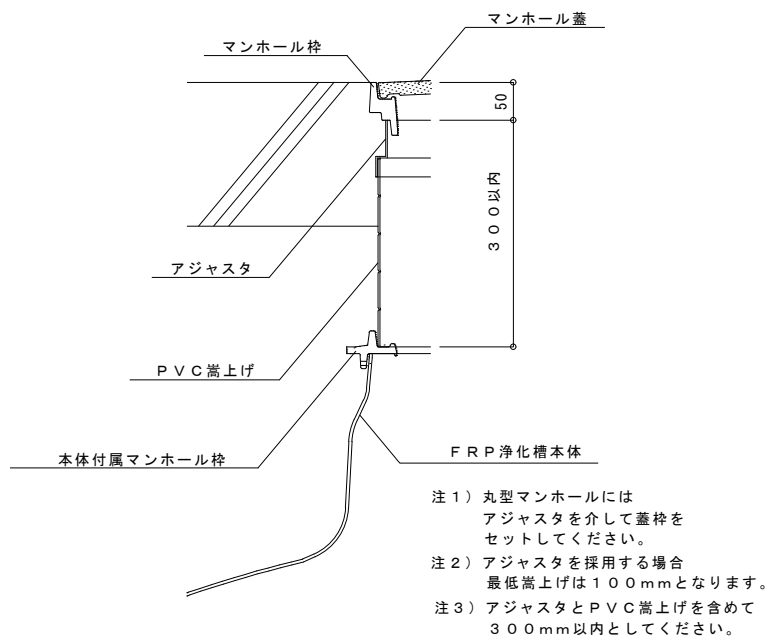 マンホール蓋
マンホール枠
50
300以内
アジャスタ
PVC嵩上げ
本体付属マンホール枠
FRP浄化槽本体
注1）丸型マンホールには
アジャスタを介して蓋枠を
セットしてください。
注2）アジャスタを採用する場合
最低嵩上げは100mmとなります。
注3）アジャスタとPVC嵩上げを含めて
300mm以内としてください。